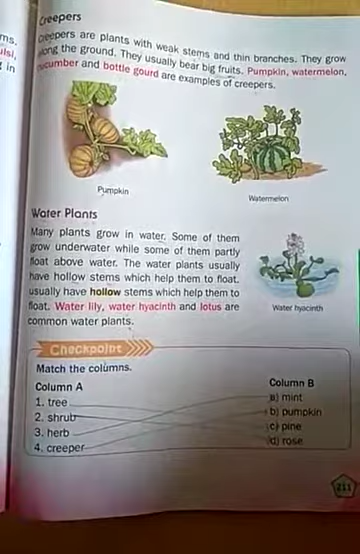 ms.
ulsi,
in
Creepers
Creepers are plants with weak stems and thin branches. They grow
along the ground. They usually bear big fruits. Pumpkin, watermelon,
cucumber and bottle gourd are examples of creepers.
Pumpkin
Watermelon
Water Plants
Many plants grow in water. Some of them
grow underwater while some of them partly
float above water. The water plants usually
have hollow stems which help them to float.
usually have hollow stems which help them to
float. Water lily, water hyacinth and lotus are
common water plants.
Water hyocinth
Checkpoint
Match the columns.
Column A
Column B
1. tree
a) mint
2. shrub
b) pumpkin
3. herb
c) pine
4. creeper
d) rose
211